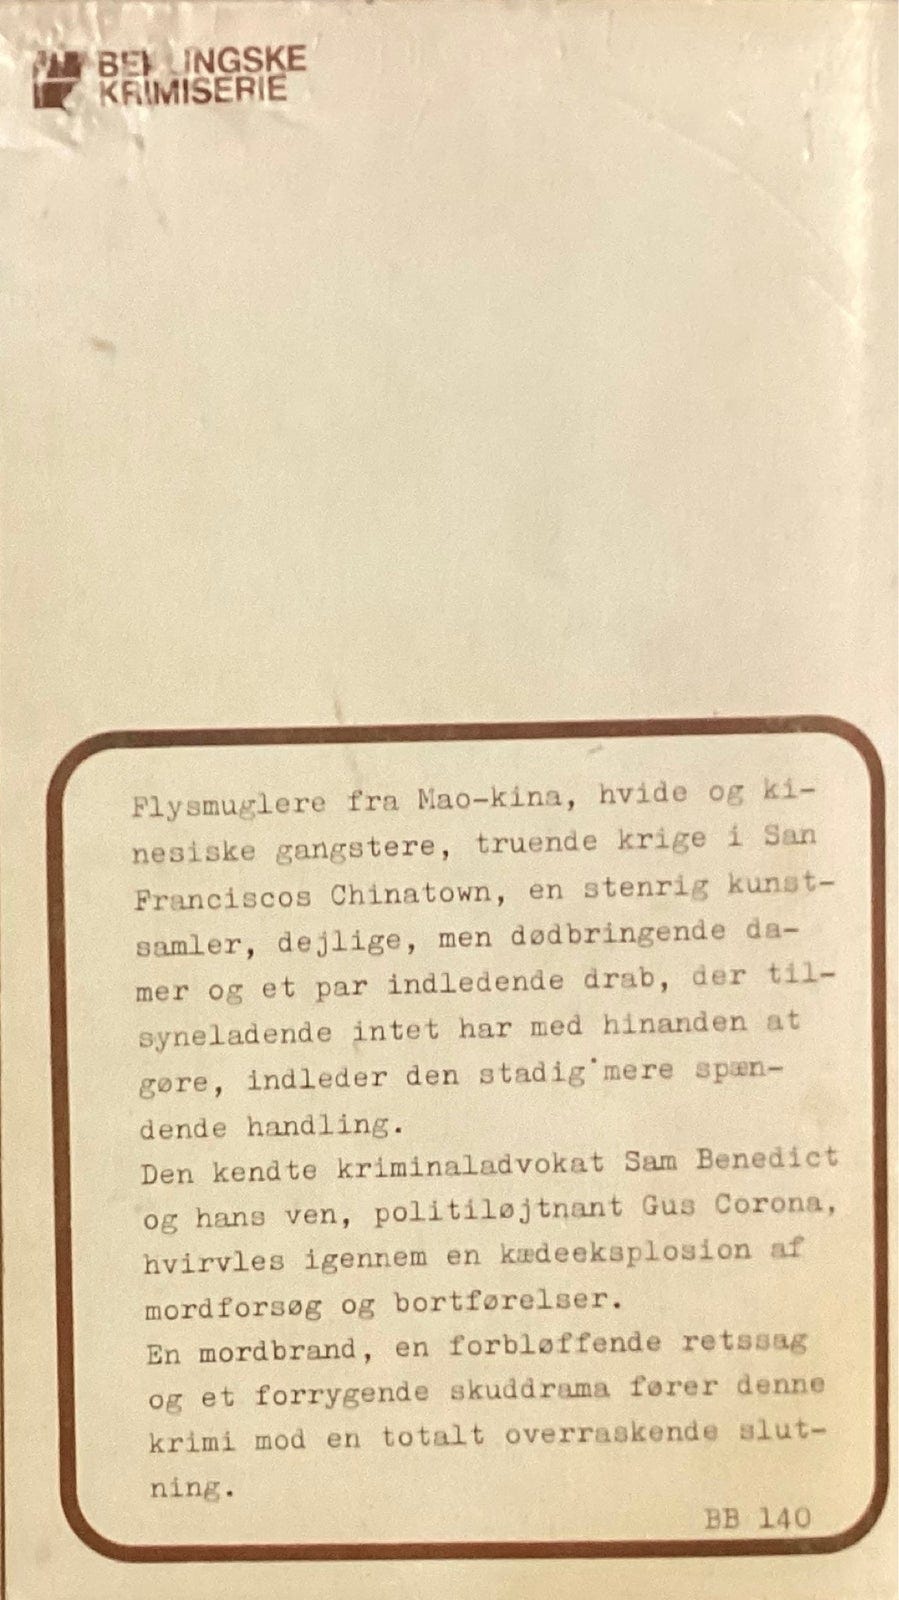 BERLINGSKE
KRIMISERIE
Flysmuglere fra Mao-kina, hvide og ki-
nesiske gangstere, truende krige i San
Franciscos Chinatown, en stenrig kunst-
samler, dejlige, men dødbringende da-
mer og et par indledende drab, der til-
syneladende intet har med hinanden at
gøre, indleder den stadig mere spæn-
dende handling.
Den kendte kriminaladvokat Sam Benedict
og hans ven, politiløjtnant Gus Corona,
hvirvles igennem en kædeeksplosion af
mordforsøg og bortførelser.
En mordbrand, en forbløffende retssag
og et forrygende skuddrama fører denne
krimi mod en totalt overraskende slut-
ning.
BB 140